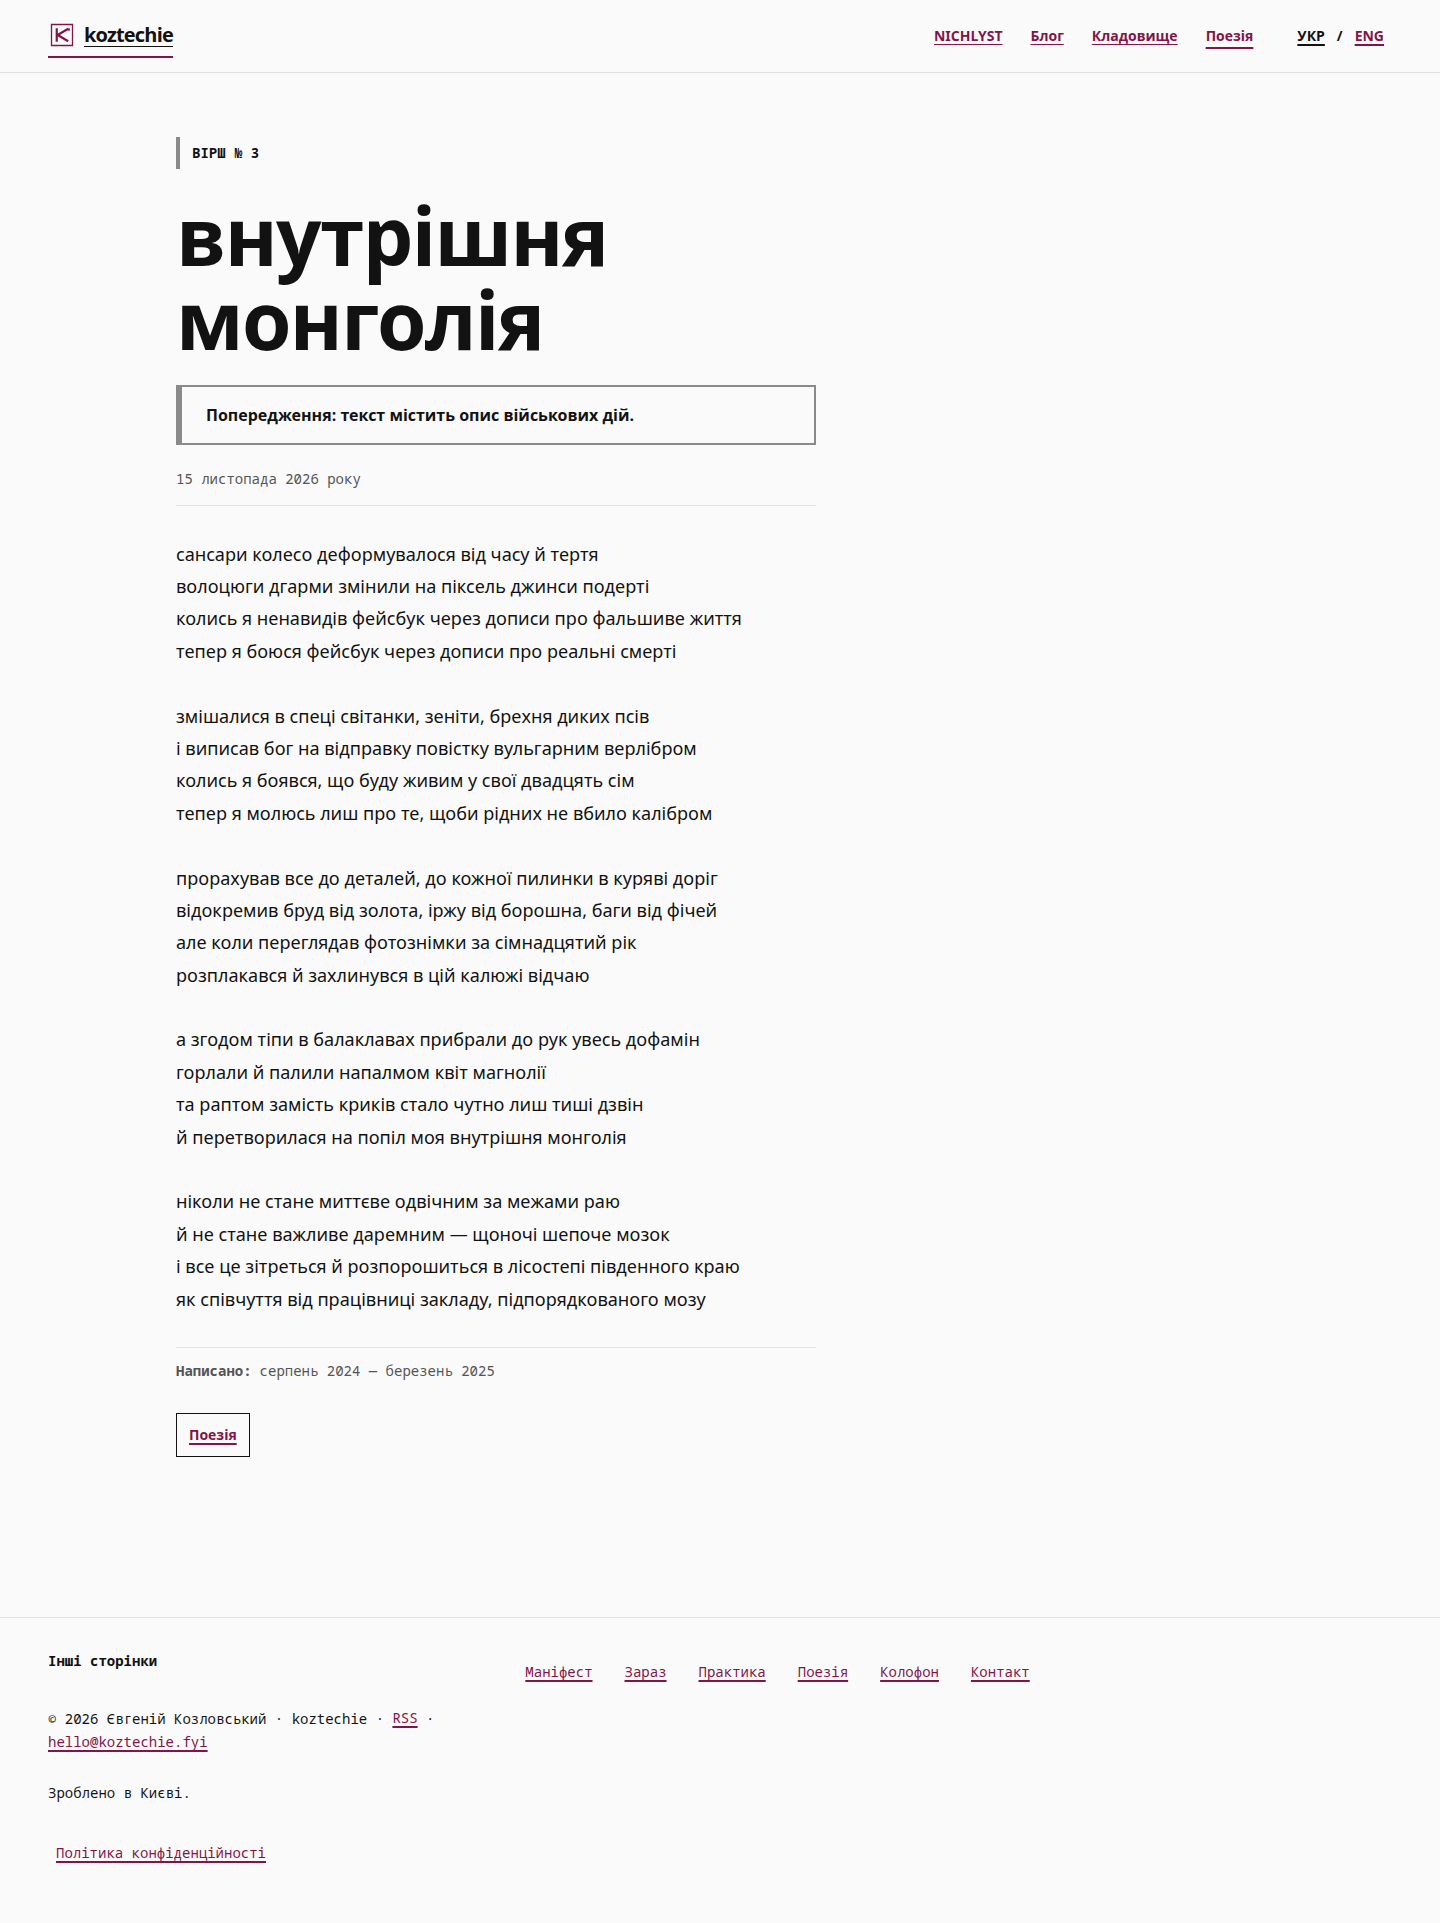 koztechie
NICHLYST Блог Кладовище Поезія УКР / ENG
ВІРШ № 3
внутрішня
монголія
Попередження: текст містить опис військових дій.
15 листопада 2026 року
сансари колесо деформувалося від часу й тертя
волоцюги дгарми змінили на піксель джинси подерті
колись я ненавидів фейсбук через дописи про фальшиве життя
тепер я боюся фейсбук через дописи про реальні смерті
змішалися в спеці світанки, зеніти, брехня диких псів
і виписав бог на відправку повістку вульгарним верлібром
колись я боявся, що буду живим у свої двадцять сім
тепер я молюсь лиш про те, щоби рідних не вбило калібром
прорахував все до деталей, до кожної пилинки в куряві доріг
відокремив бруд від золота, іржу від борошна, баги від фічей
але коли переглядав фотознімки за сімнадцятий рік
розплакався й захлинувся в цій калюжі відчаю
а згодом тіпи в балаклавах прибрали до рук увесь дофамін
горлали й палили напалмом квіт магнолії
та раптом замість криків стало чутно лиш тиші дзвін
й перетворилася на попіл моя внутрішня монголія
ніколи не стане миттєве одвічним за межами раю
й не стане важливе даремним — щоночі шепоче мозок
і все це зітреться й розпорошиться в лісостепі південного краю
як співчуття від працівниці закладу, підпорядкованого мозу
Написано: серпень 2024 — березень 2025
Поезія
Інші сторінки
Маніфест Зараз Практика Поезія Колофон Контакт
© 2026 Євгеній Козловський · koztechie · RSS ·
hello@koztechie.fyi
Зроблено в Києві.
Політика конфіденційності